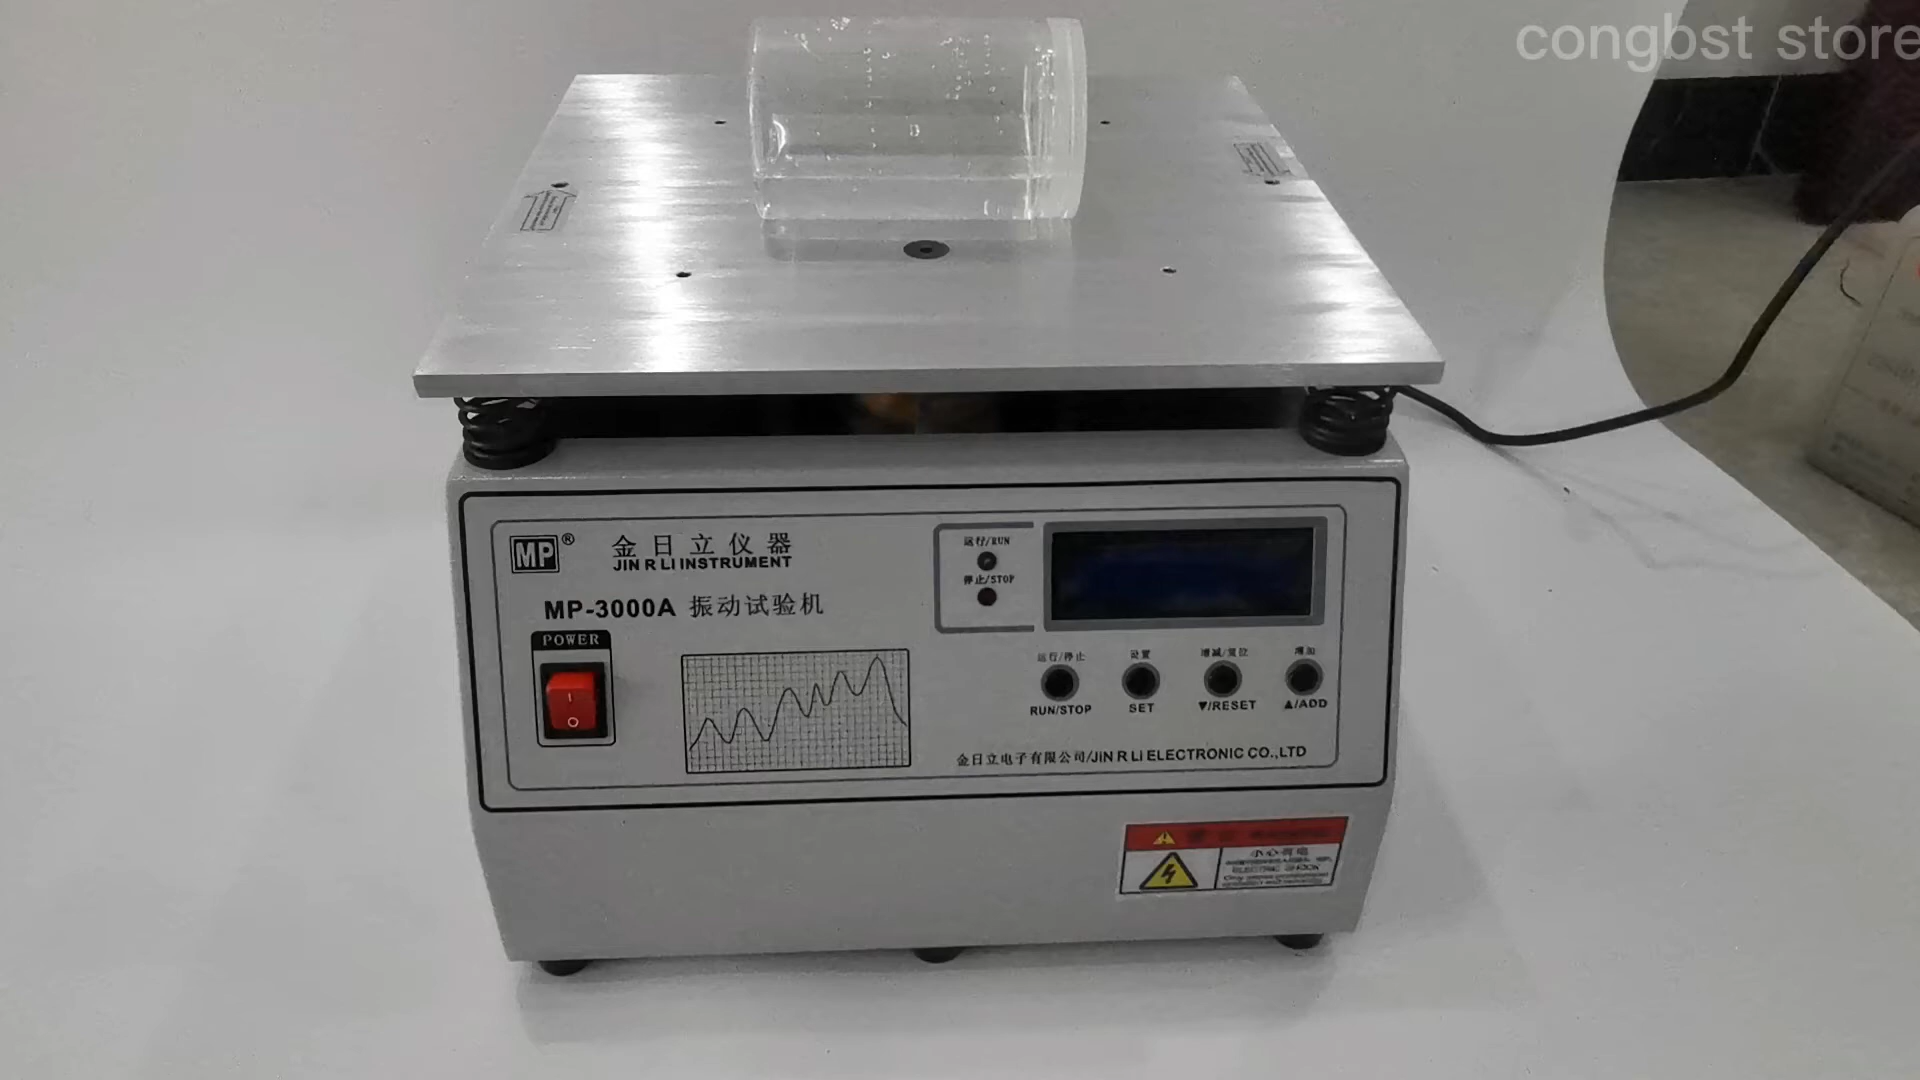 congbst store
MP®
金日立仪器
JIN R LI INSTRUMENT
MP-3000A 振动试验机
POWER
I
O
运行/RUN
停止/STOP
运行/停止
RUN/STOP
设置
SET
增减/复位
▼/RESET
增加
▲/ADD
金日立电子有限公司/JIN R LI ELECTRONIC CO.,LTD
小心有电
ELECTRIC SHOCK